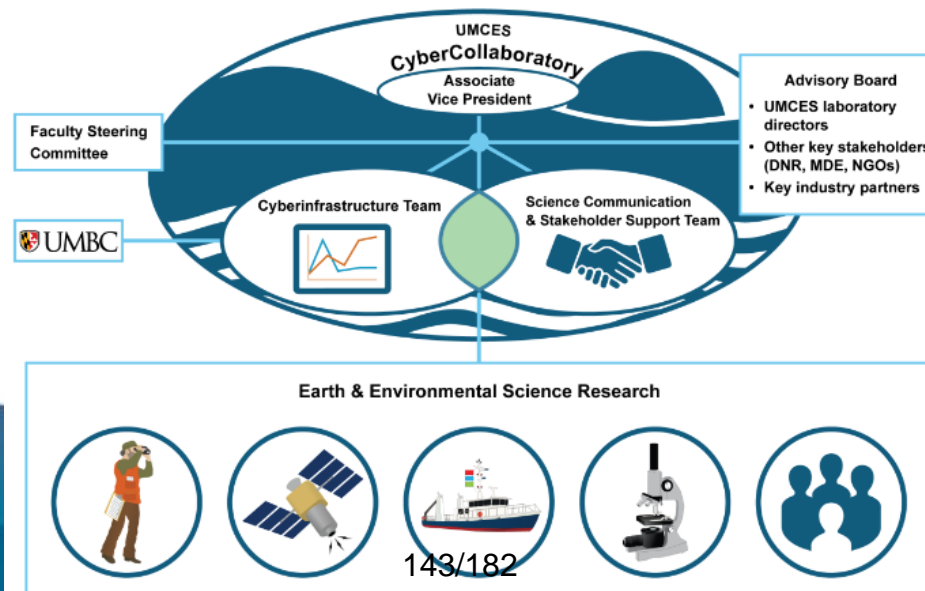 UMCES
CyberCollaboratory
Associate
Vice President
Faculty Steering
Committee
Advisory Board
• UMCES laboratory
directors
• Other key stakeholders
(DNR, MDE, NGOs)
• Key industry partners
UMBC
Cyberinfrastructure Team
Science Communication
& Stakeholder Support Team
Earth & Environmental Science Research
143/182